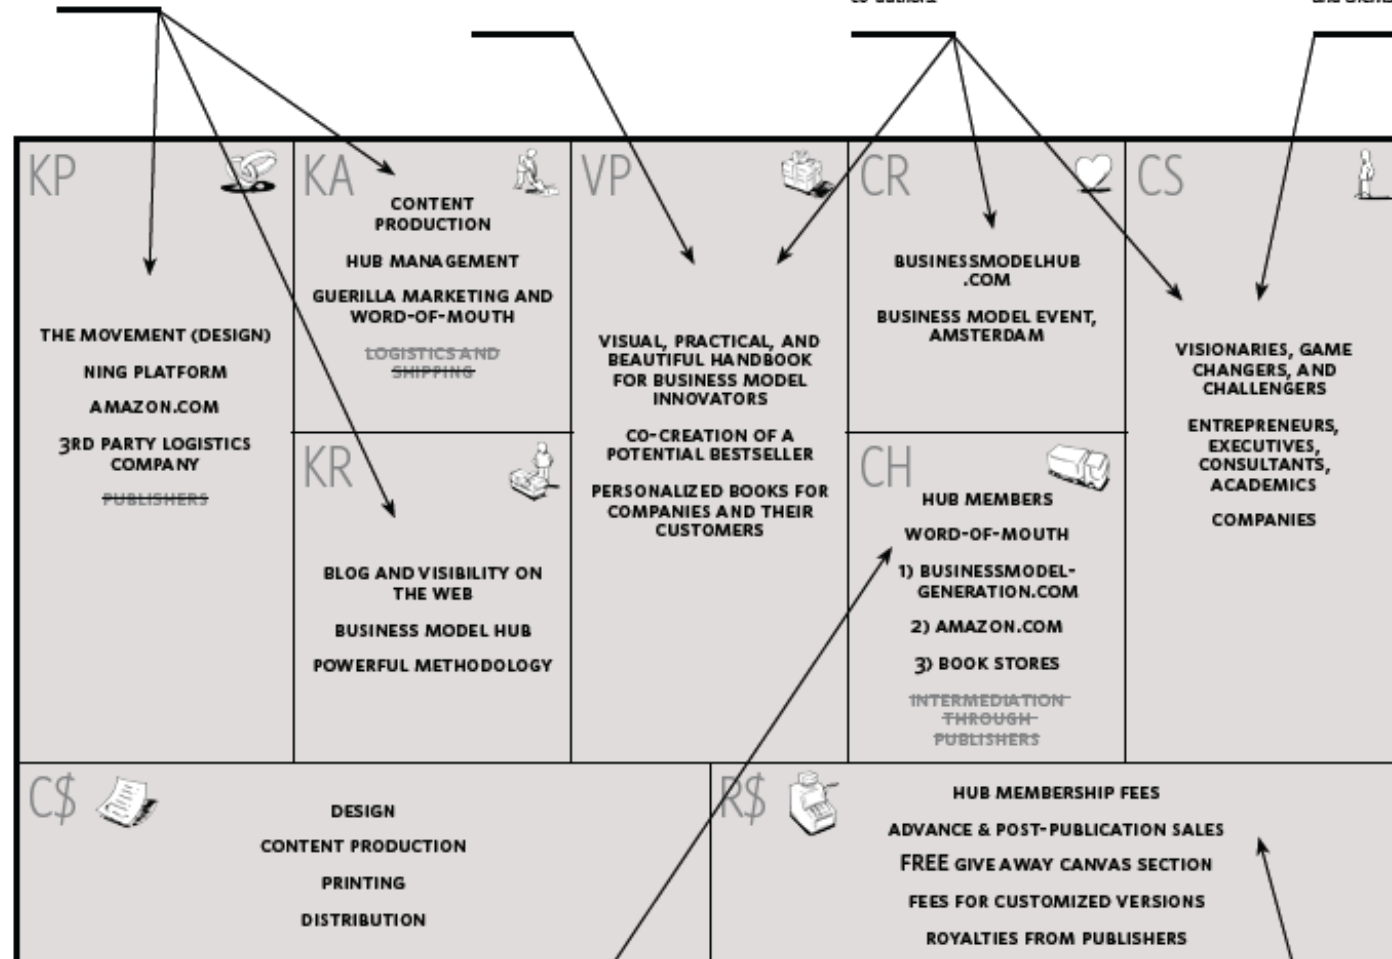 KP
THE MOVEMENT (DESIGN)
NING PLATFORM
AMAZON.COM
3RD PARTY LOGISTICS
COMPANY
PUBLISHERS
KA
CONTENT
PRODUCTION
HUB MANAGEMENT
GUERILLA MARKETING AND
WORD-OF-MOUTH
LOGISTICS AND
SHIPPING
KR
BLOG AND VISIBILITY ON
THE WEB
BUSINESS MODEL HUB
POWERFUL METHODOLOGY
VP
VISUAL, PRACTICAL, AND
BEAUTIFUL HANDBOOK
FOR BUSINESS MODEL
INNOVATORS
CO-CREATION OF A
POTENTIAL BESTSELLER
PERSONALIZED BOOKS FOR
COMPANIES AND THEIR
CUSTOMERS
CR
BUSINESSMODELHUB
.COM
BUSINESS MODEL EVENT,
AMSTERDAM
CH
HUB MEMBERS
WORD-OF-MOUTH
1) BUSINESSMODEL-
GENERATION.COM
2) AMAZON.COM
3) BOOK STORES
INTERMEDIATION
THROUGH
PUBLISHERS
CS
VISIONARIES, GAME
CHANGERS, AND
CHALLENGERS
ENTREPRENEURS,
EXECUTIVES,
CONSULTANTS,
ACADEMICS
COMPANIES
C$
DESIGN
CONTENT PRODUCTION
PRINTING
DISTRIBUTION
R$
HUB MEMBERSHIP FEES
ADVANCE & POST-PUBLICATION SALES
FREE GIVE AWAY CANVAS SECTION
FEES FOR CUSTOMIZED VERSIONS
ROYALTIES FROM PUBLISHERS